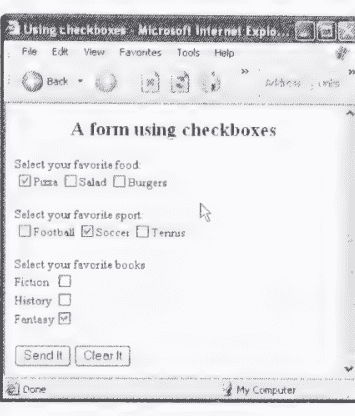 Using checkboxes - Microsoft Internet Explo...
File Edit View Favorites Tools Help
Back » Address Links »
A form using checkboxes
Select your favorite food:
Pizza Salad Burgers
Select your favorite sport:
Football Soccer Tennis
Select your favorite books
Fiction
History
Fantasy
Send It Clear It
Done My Computer